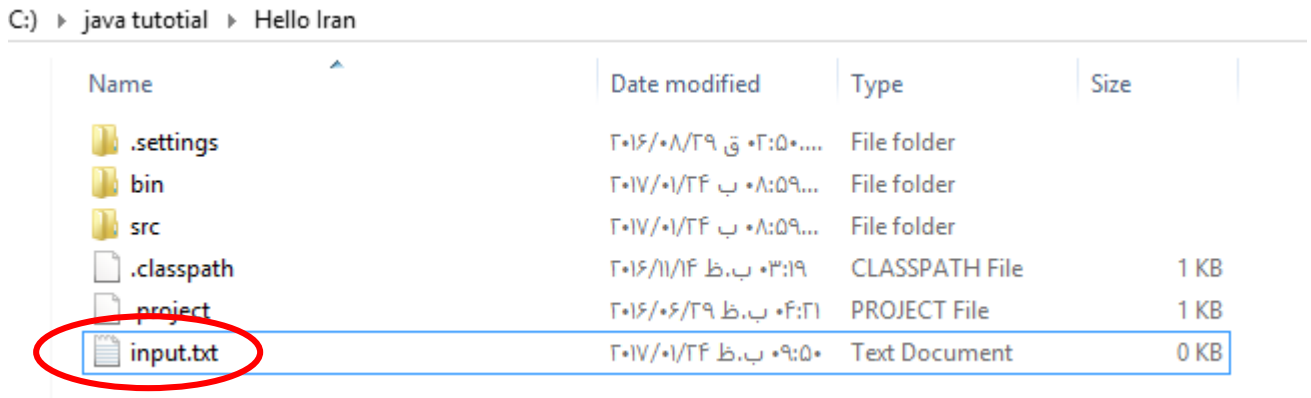 C:) ▸ java tutotial ▸ Hello Iran
Name Date modified Type Size
.settings ۲۰۱۶/۰۸/۲۹ ق ۰۲:۵۰.... File folder
bin ۲۰۱۷/۰۱/۲۴ ب ۰۸:۵۹... File folder
src ۲۰۱۷/۰۱/۲۴ ب ۰۸:۵۹... File folder
.classpath ۲۰۱۶/۱۱/۱۴ ب.ظ ۰۳:۱۹ CLASSPATH File 1 KB
.project ۲۰۱۶/۰۶/۲۹ ب.ظ ۰۴:۲۱ PROJECT File 1 KB
input.txt ۲۰۱۷/۰۱/۲۴ ب.ظ ۰۹:۵۰ Text Document 0 KB